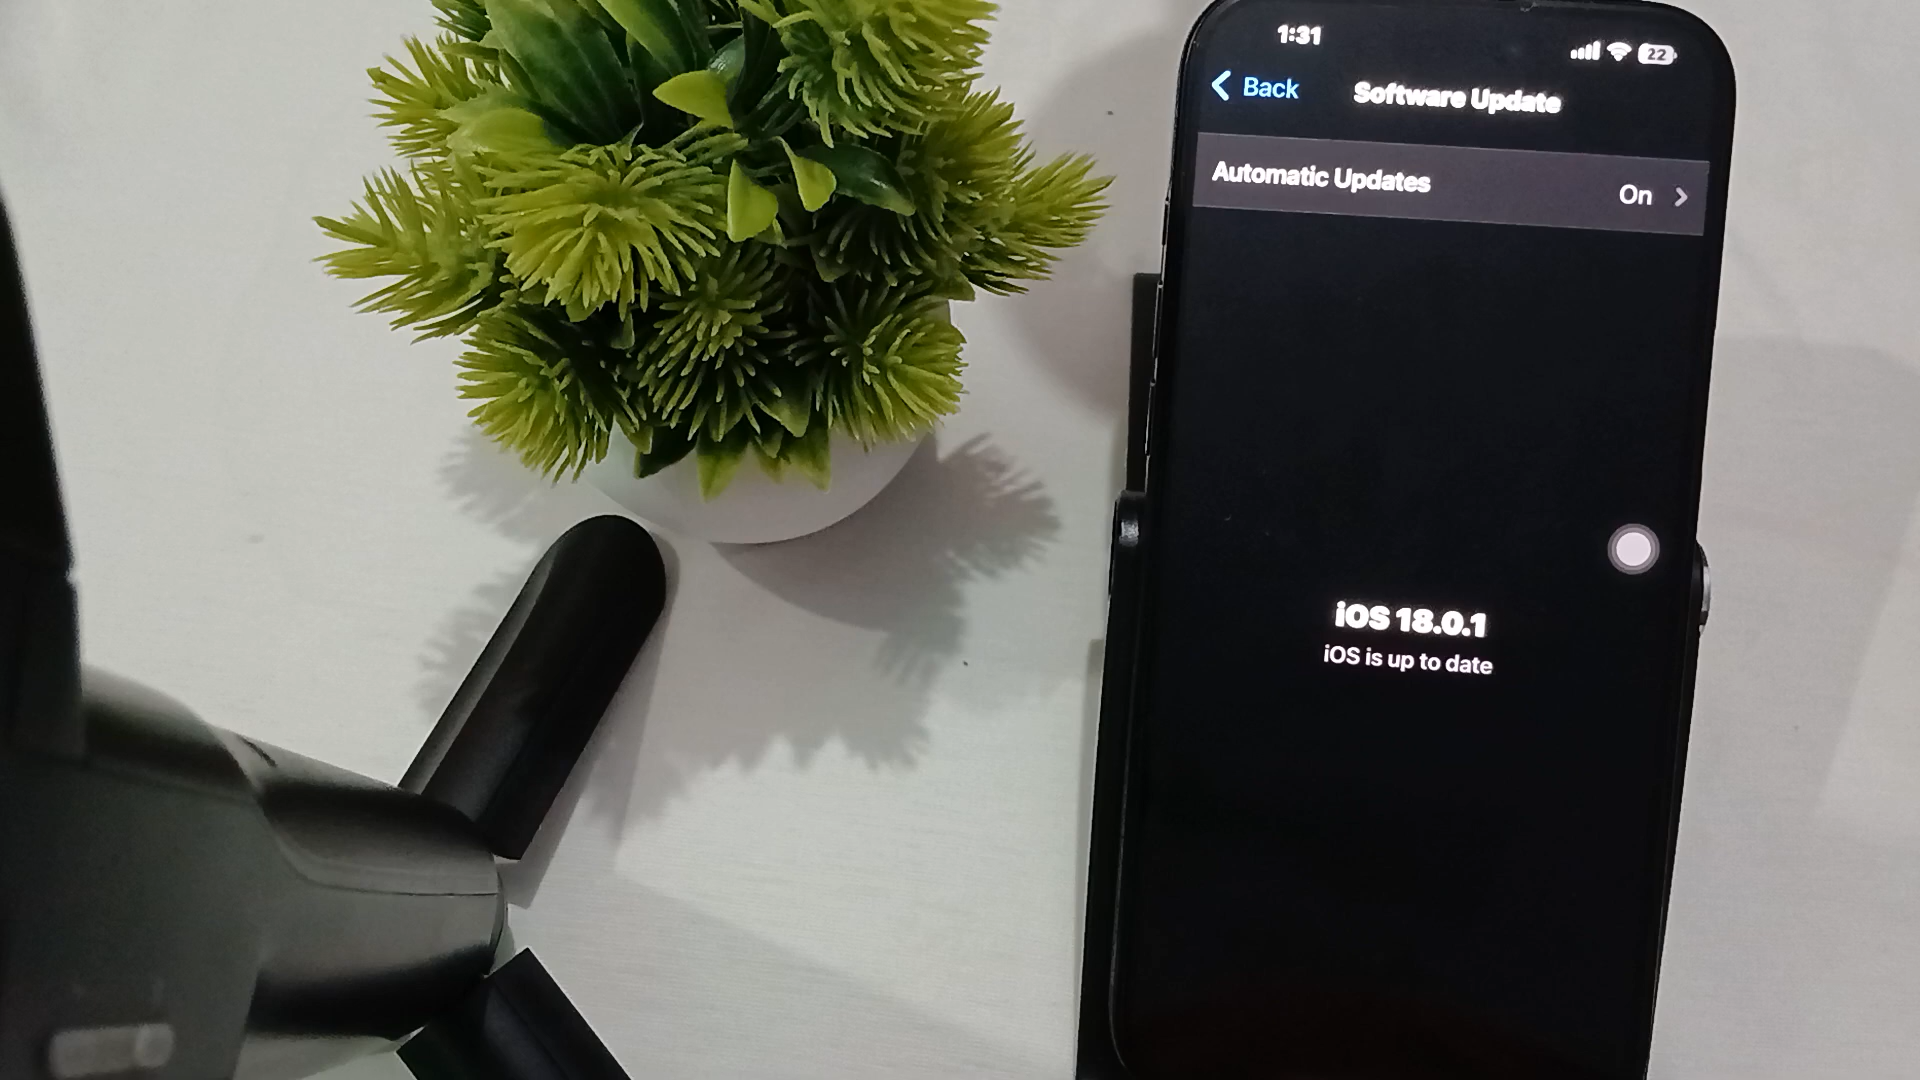 1:31
22
Back
Software Update
Automatic Updates
On
iOS 18.0.1
iOS is up to date